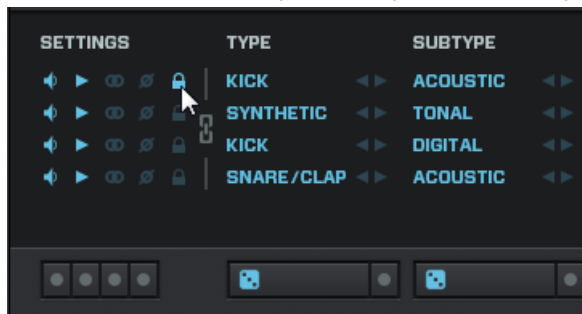 SETTINGS TYPE SUBTYPE
KICK ACOUSTIC
SYNTHETIC TONAL
KICK DIGITAL
SNARE/CLAP ACOUSTIC